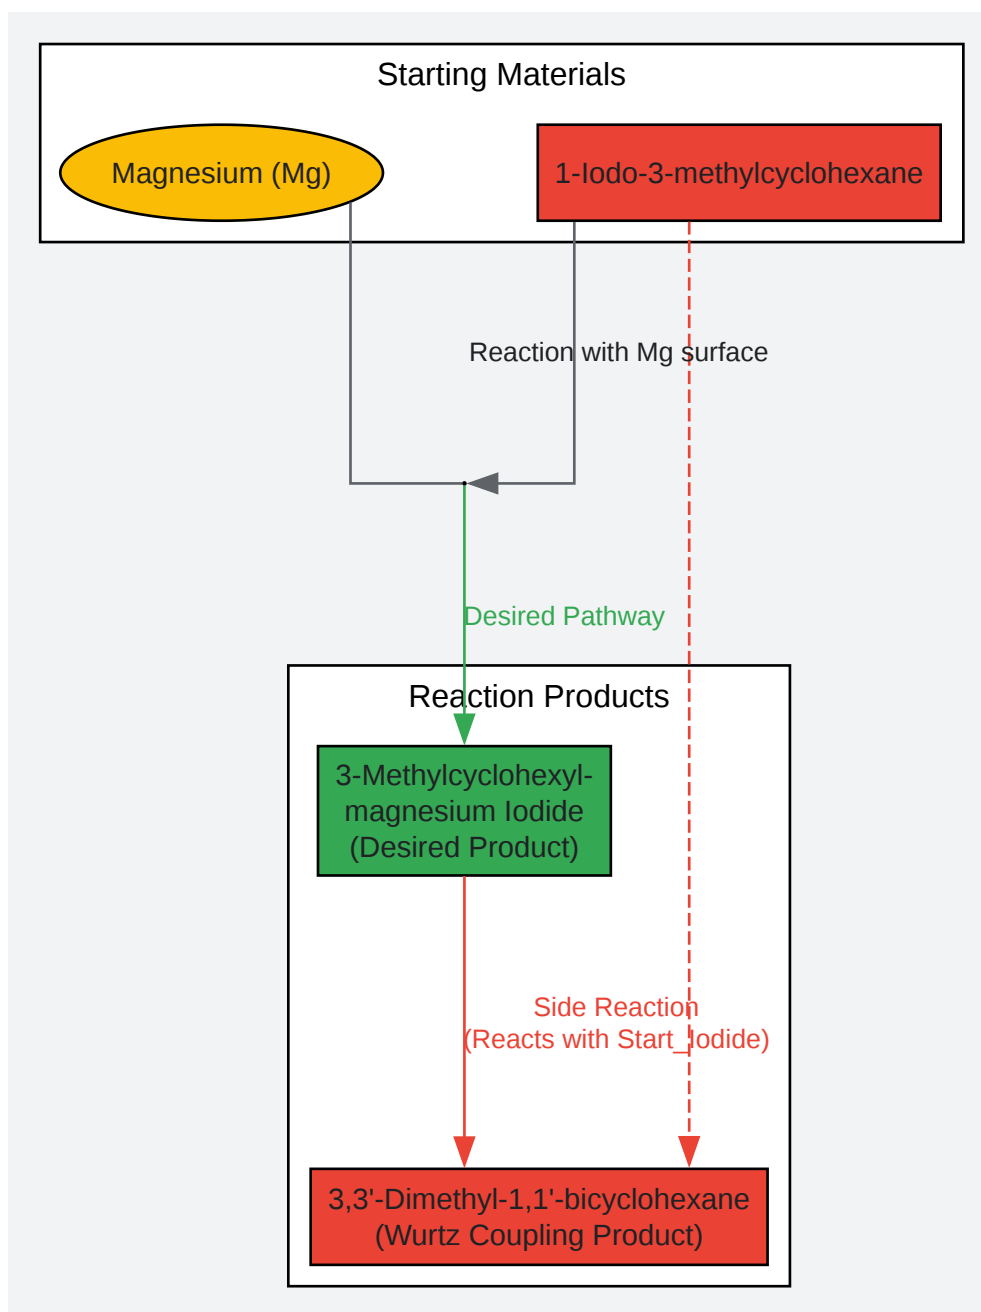 Starting Materials
Magnesium (Mg)
1-Iodo-3-methylcyclohexane
Reaction with Mg surface
Desired Pathway
Reaction Products
3-Methylcyclohexyl-
magnesium Iodide
(Desired Product)
Side Reaction
(Reacts with Start_Iodide)
3,3'-Dimethyl-1,1'-bicyclohexane
(Wurtz Coupling Product)